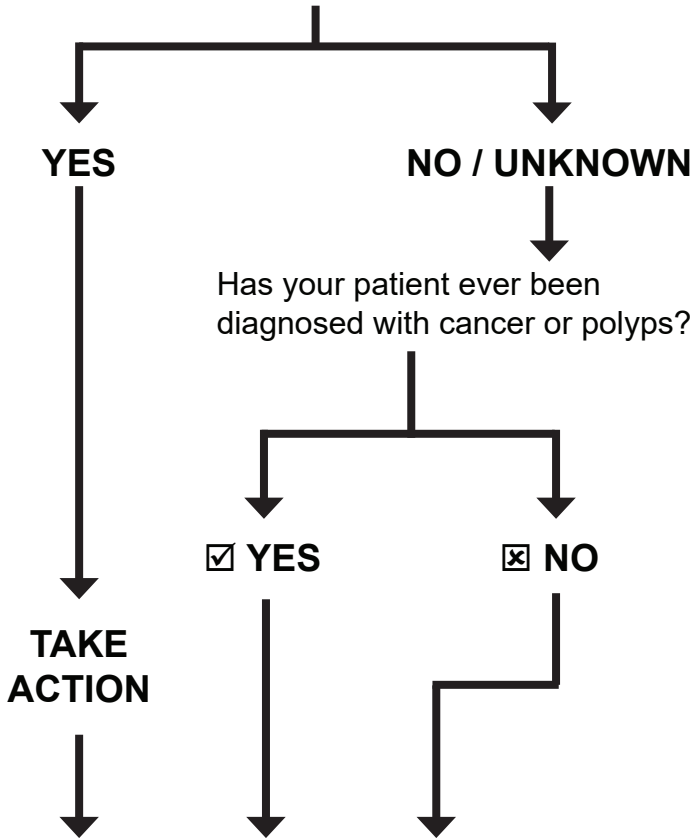 YES
NO / UNKNOWN
Has your patient ever been
diagnosed with cancer or polyps?
☑ YES
☒ NO
TAKE
ACTION